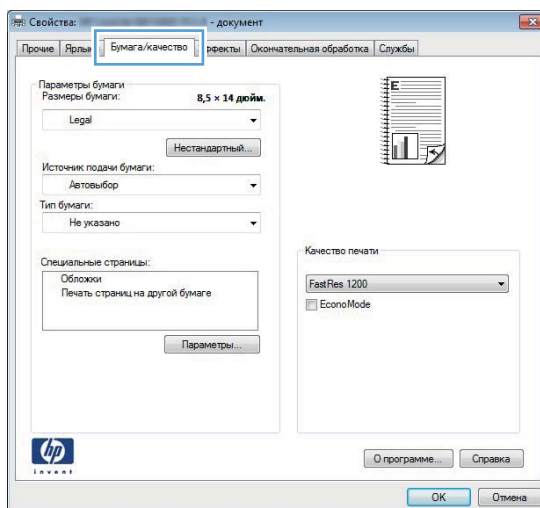 Свойства: - документ
Прочие Ярлы Бумага/качество ффекты Окончательная обработка Службы
Параметры бумаги
Размеры бумаги: 8,5 × 14 дюйм.
Legal
Нестандартный...
Источник подачи бумаги:
Автовыбор
Тип бумаги:
Не указано
Специальные страницы:
Обложки
Печать страниц на другой бумаге
Параметры...
E
Качество печати
FastRes 1200
EconoMode
hp
invent
О программе... Справка
OK Отмена